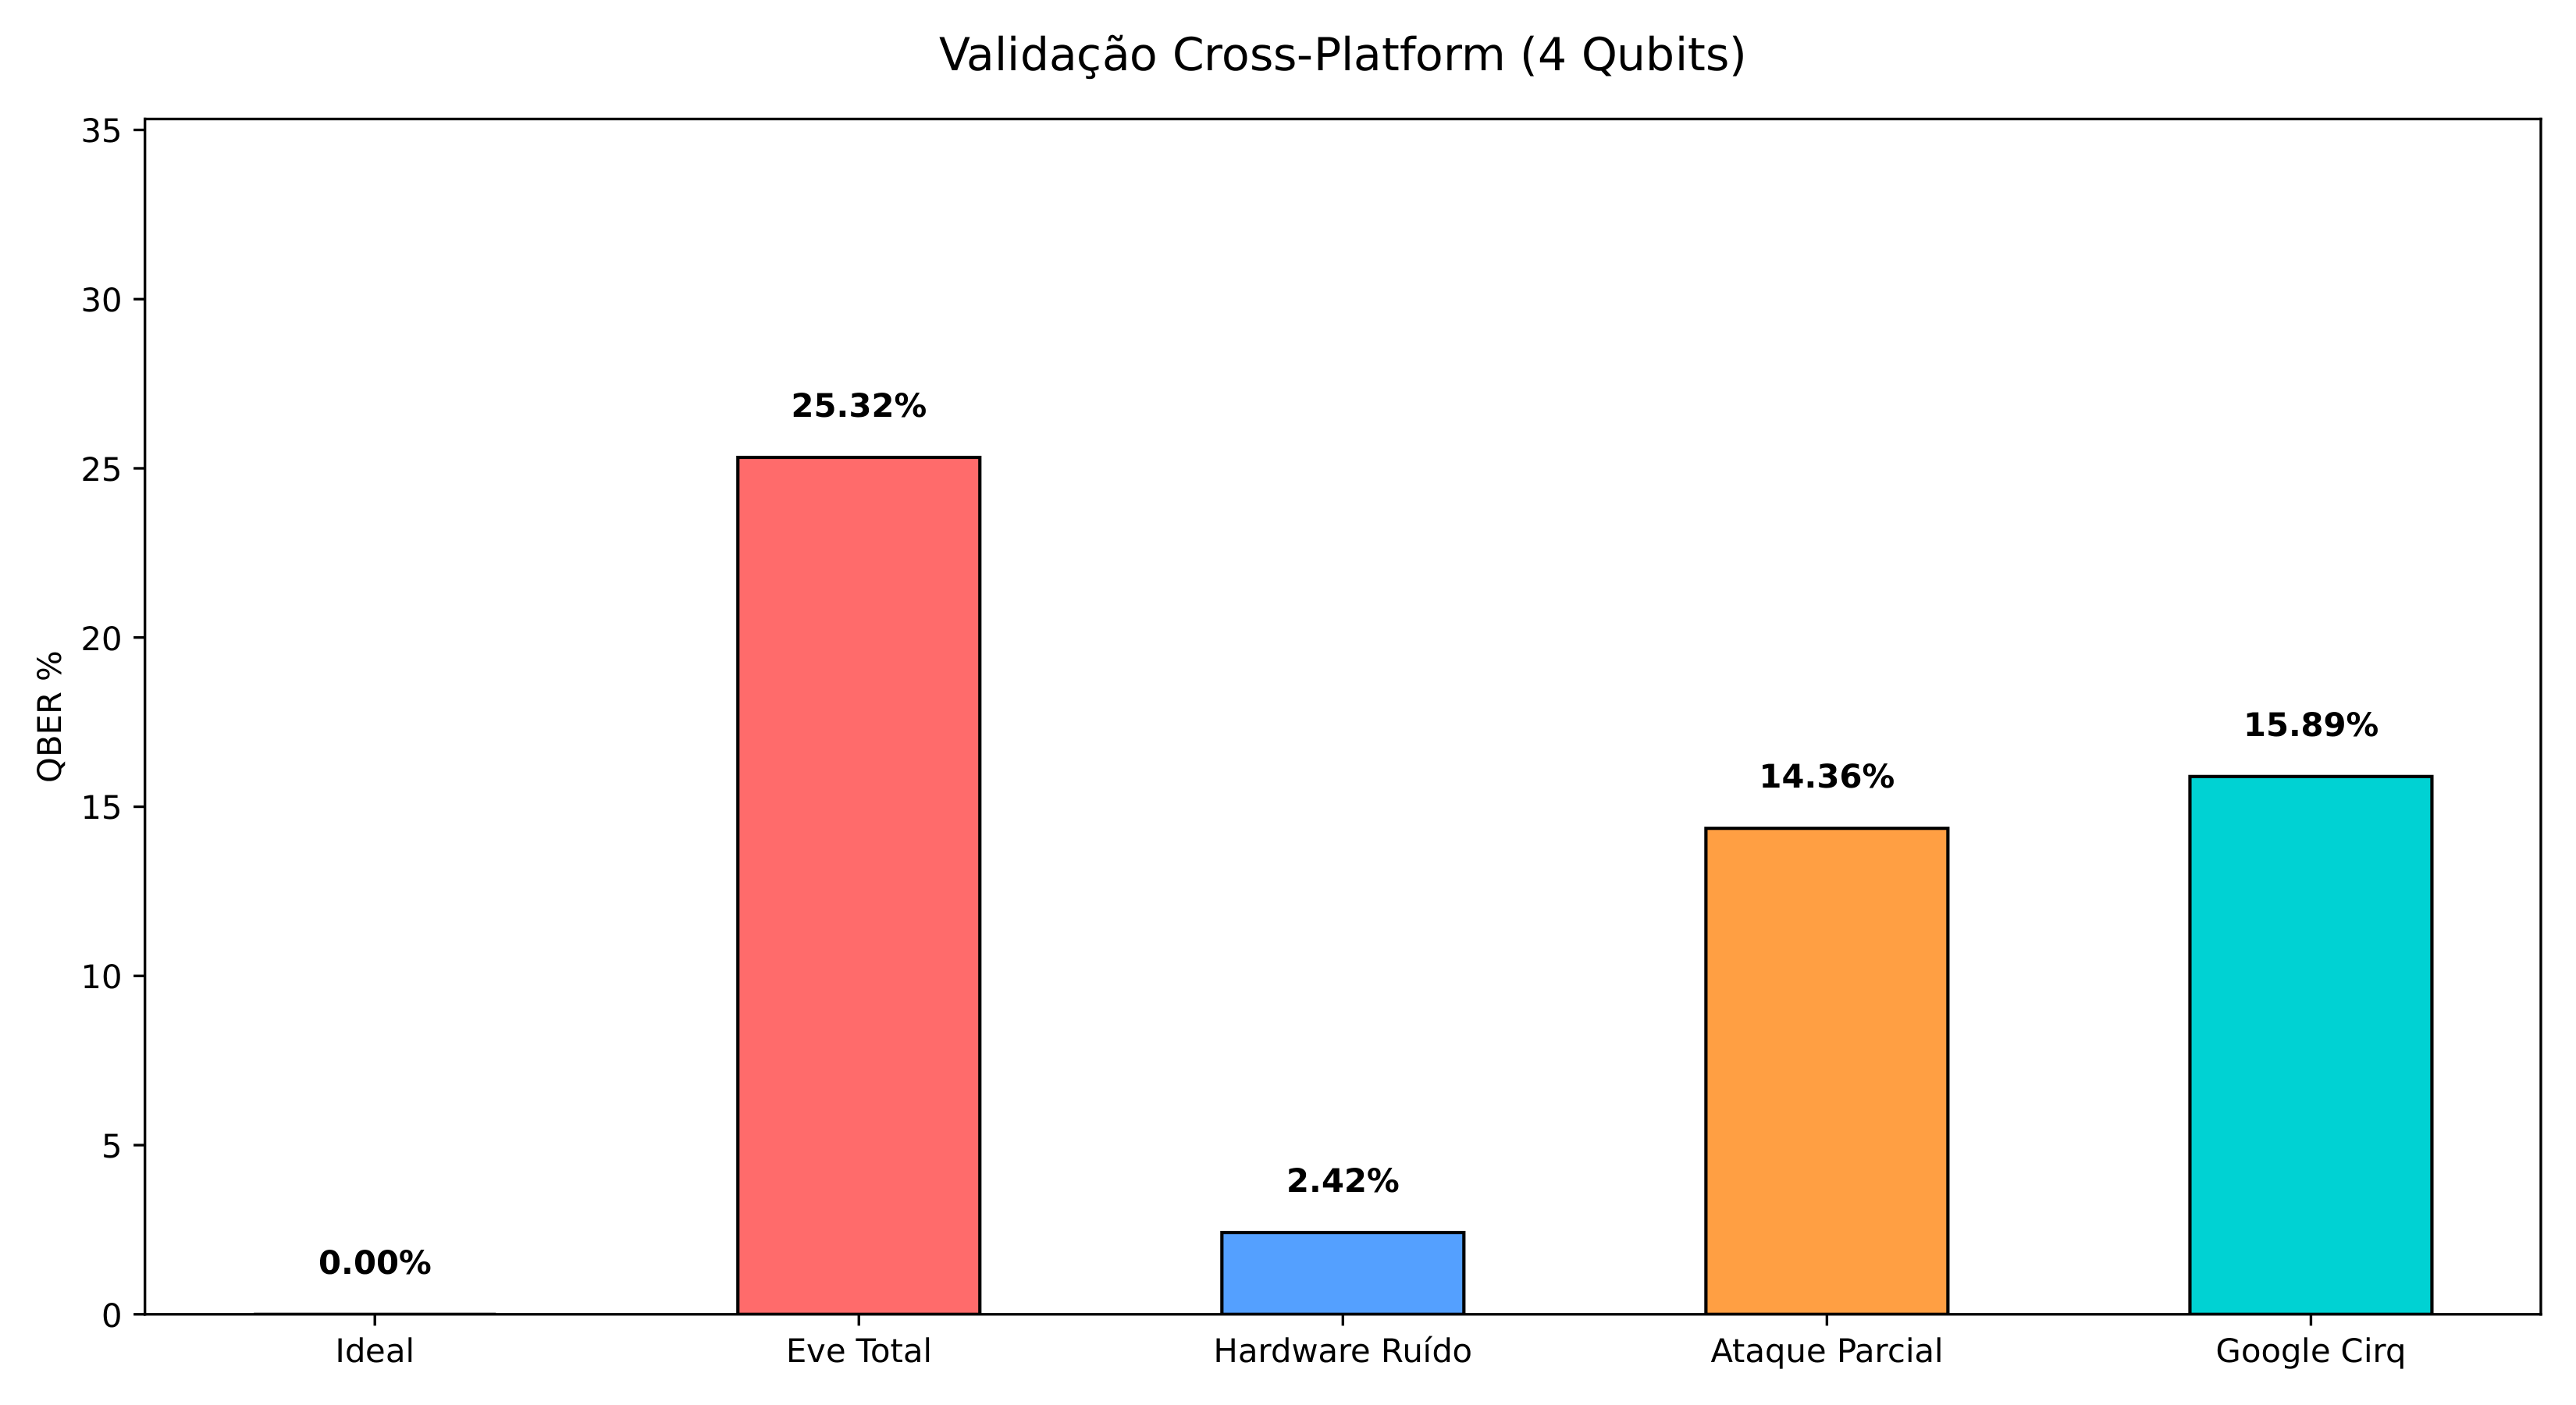 Validação Cross-Platform (4 Qubits)
QBER %
35
30
25
20
15
10
5
0
0.00%
25.32%
2.42%
14.36%
15.89%
Ideal
Eve Total
Hardware Ruído
Ataque Parcial
Google Cirq